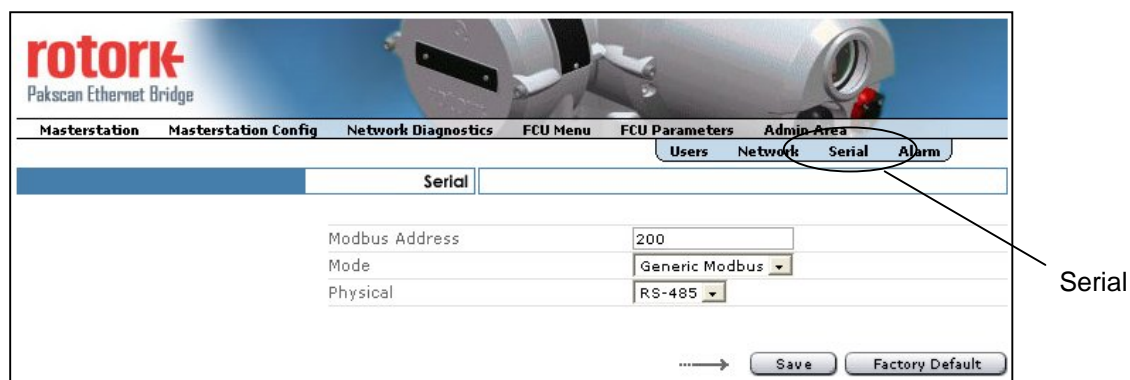 rotork
Pakscan Ethernet Bridge
Masterstation Masterstation Config Network Diagnostics FCU Menu FCU Parameters Admin Area
Users Network Serial Alarm
Serial
Modbus Address 200
Mode Generic Modbus
Physical RS-485
Serial
Save Factory Default